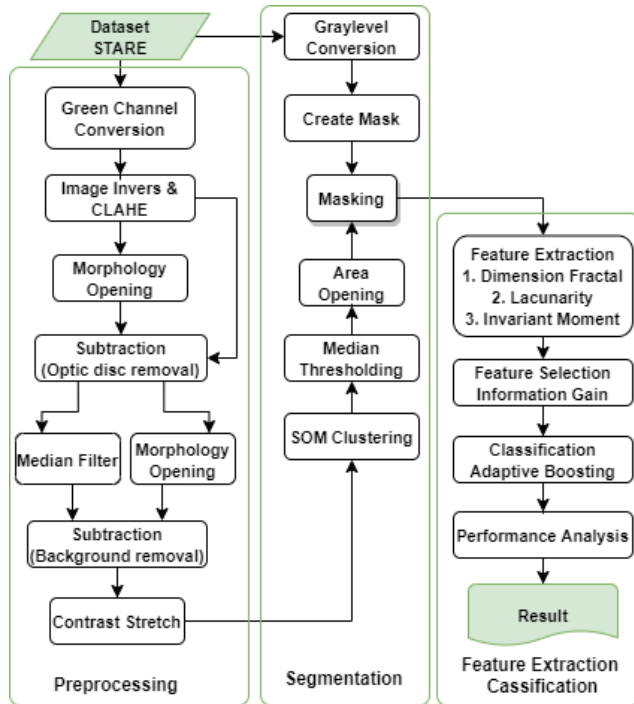 Dataset
STARE
Green Channel
Conversion
Image Invers &
CLAHE
Morphology
Opening
Subtraction
(Optic disc removal)
Median Filter
Morphology
Opening
Subtraction
(Background removal)
Contrast Stretch
Preprocessing
Graylevel
Conversion
Create Mask
Masking
Area
Opening
Median
Thresholding
SOM Clustering
Segmentation
Feature Extraction
1. Dimension Fractal
2. Lacunarity
3. Invariant Moment
Feature Selection
Information Gain
Classification
Adaptive Boosting
Performance Analysis
Result
Feature Extraction
Cassification